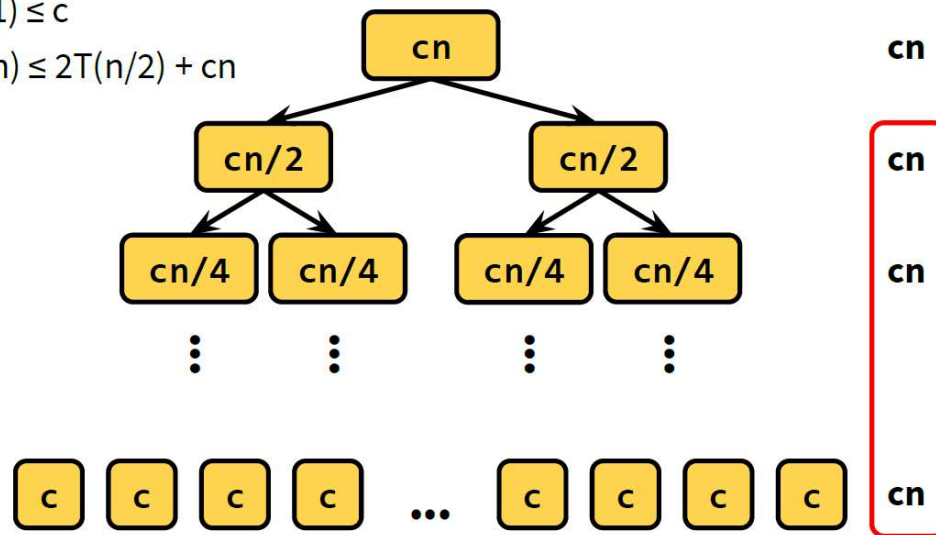 1) ≤ c
n) ≤ 2T(n/2) + cn
cn cn
cn/2 cn/2 cn
cn/4 cn/4 cn/4 cn/4 cn
c c c c ... c c c c cn